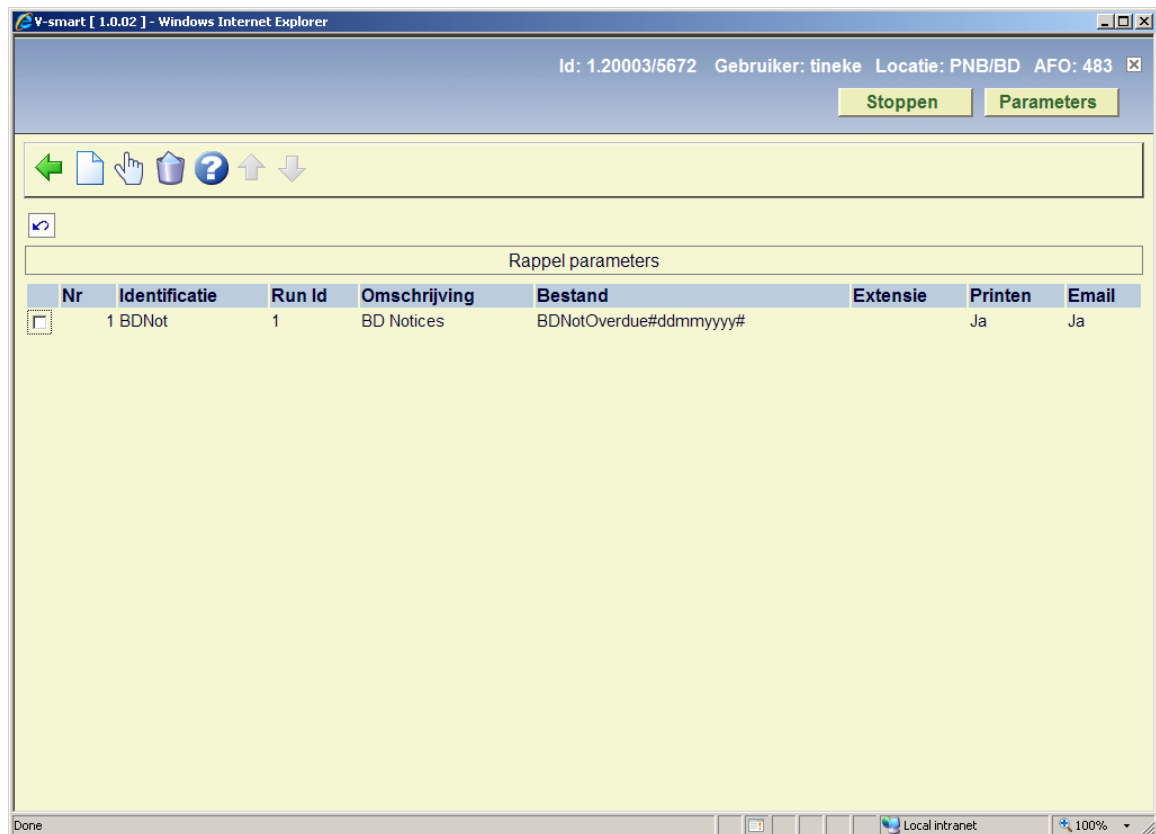 V-smart [ 1.0.02 ] - Windows Internet Explorer
Id: 1.20003/5672 Gebruiker: tineke Locatie: PNB/BD AFO: 483
Stoppen Parameters
Rappel parameters
Nr Identificatie Run Id Omschrijving Bestand Extensie Printen Email
1 BDNot 1 BD Notices BDNotOverdue#ddmmyyyy# Ja Ja
Done Local intranet 100%